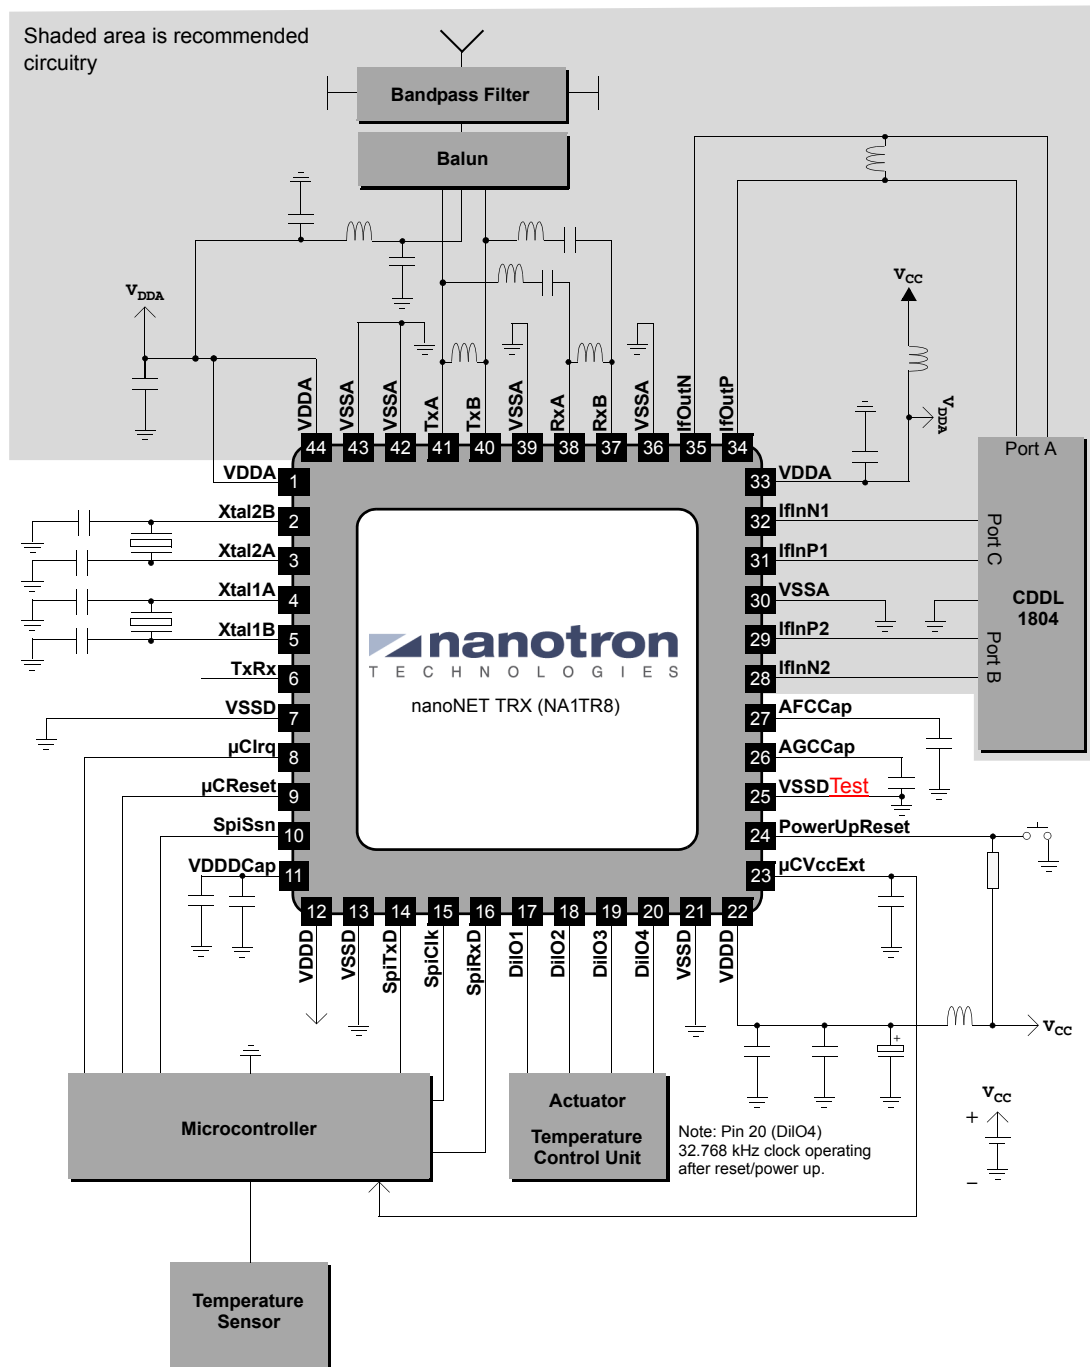 Shaded area is recommended
circuitry
Bandpass Filter
Balun
VDDA
VCC
VDDA
VDDA
VSSA
VSSA
TxA
TxB
VSSA
RxA
RxB
VSSA
IfOutN
IfOutP
44
43
42
41
40
39
38
37
36
35
34
Port A
Port C
CDDL
1804
Port B
VDDA
1
Xtal2B
2
Xtal2A
3
Xtal1A
4
Xtal1B
5
TxRx
6
VSSD
7
µCIrq
8
µCReset
9
SpiSsn
10
VDDDCap
11
33
VDDA
32
IfInN1
31
IfInP1
30
VSSA
29
IfInP2
28
IfInN2
27
AFCCap
26
AGCCap
25
VSSDTest
24
PowerUpReset
23
µCVccExt
nanotron
TECHNOLOGIES
nanoNET TRX (NA1TR8)
12
13
14
15
16
17
18
19
20
21
22
VDDD
VSSD
SpiTxD
SpiClk
SpiRxD
DiIO1
DiIO2
DiIO3
DiIO4
VSSD
VDDD
+
VCC
Microcontroller
Actuator
Temperature
Control Unit
Note: Pin 20 (DiIO4)
32.768 kHz clock operating
after reset/power up.
VCC
+
–
Temperature
Sensor